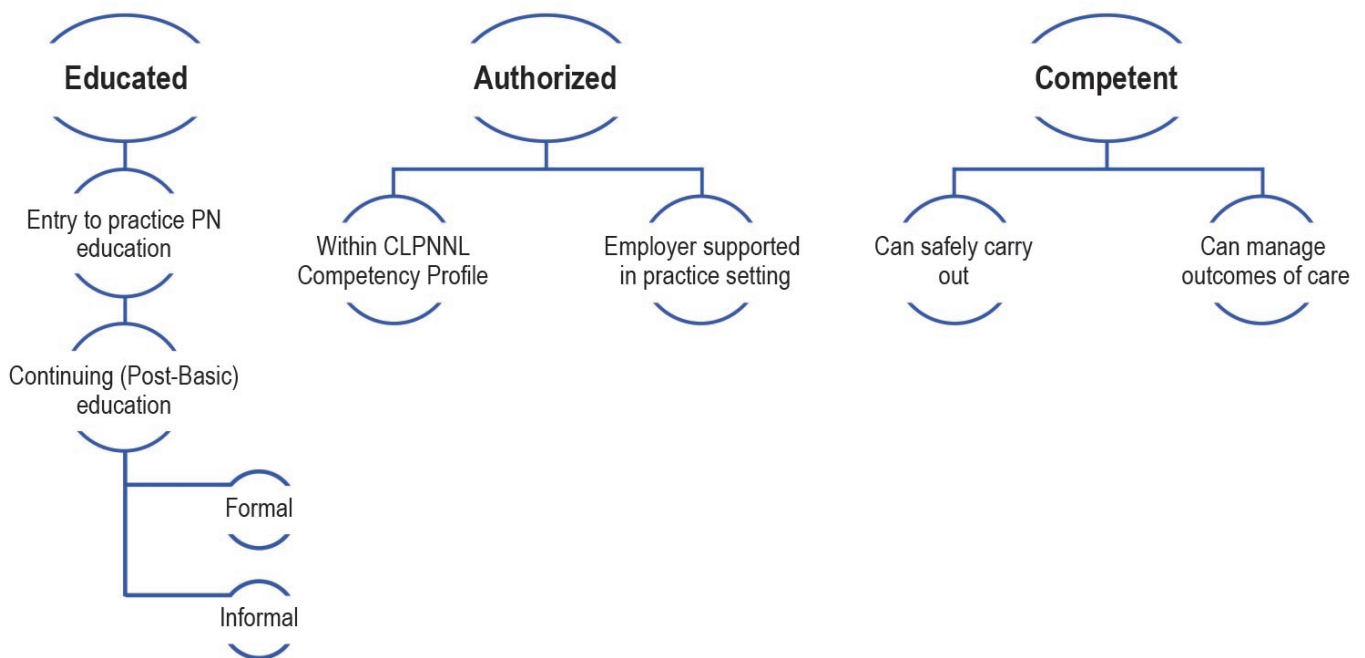 Educated
Entry to practice PN
education
Continuing (Post-Basic)
education
Formal
Informal
Authorized
Within CLPNNL
Competency Profile
Employer supported
in practice setting
Competent
Can safely carry
out
Can manage
outcomes of care